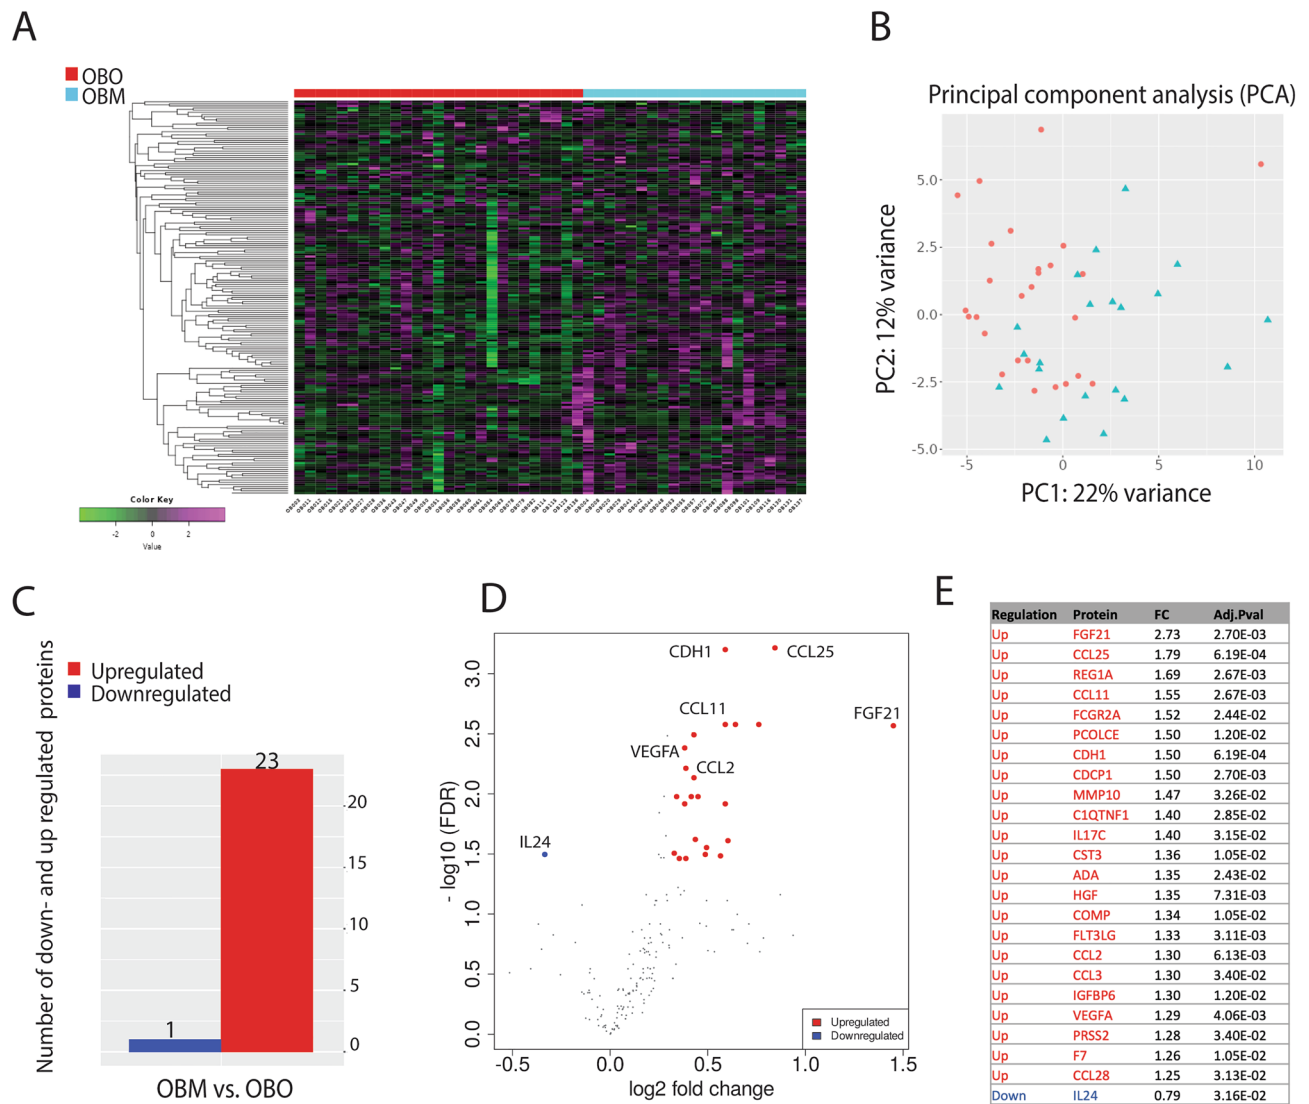 A
OBO
OBM
Color Key
-2 0 2
Value
B
Principal component analysis (PCA)
PC2: 12% variance
5.0
2.5
0.0
-2.5
-5.0
-5 0 5 10
PC1: 22% variance
C
Number of down- and up regulated proteins
Upregulated
Downregulated
1
23
20
15
10
5
0
OBM vs. OBO
D
- log10 (FDR)
3.0
2.5
2.0
1.5
1.0
0.5
0.0
CDH1
CCL25
CCL11
FGF21
VEGFA
CCL2
IL24
Upregulated
Downregulated
-0.5 0.0 0.5 1.0 1.5
log2 fold change
E
Regulation Protein FC Adj.Pval
Up FGF21 2.73 2.70E-03
Up CCL25 1.79 6.19E-04
Up REG1A 1.69 2.67E-03
Up CCL11 1.55 2.67E-03
Up FCGR2A 1.52 2.44E-02
Up PCOLCE 1.50 1.20E-02
Up CDH1 1.50 6.19E-04
Up CDCP1 1.50 2.70E-03
Up MMP10 1.47 3.26E-02
Up C1QTNF1 1.40 2.85E-02
Up IL17C 1.40 3.15E-02
Up CST3 1.36 1.05E-02
Up ADA 1.35 2.43E-02
Up HGF 1.35 7.31E-03
Up COMP 1.34 1.05E-02
Up FLT3LG 1.33 3.11E-03
Up CCL2 1.30 6.13E-03
Up CCL3 1.30 3.40E-02
Up IGFBP6 1.30 1.20E-02
Up VEGFA 1.29 4.06E-03
Up PRSS2 1.28 3.40E-02
Up F7 1.26 1.05E-02
Up CCL28 1.25 3.13E-02
Down IL24 0.79 3.16E-02